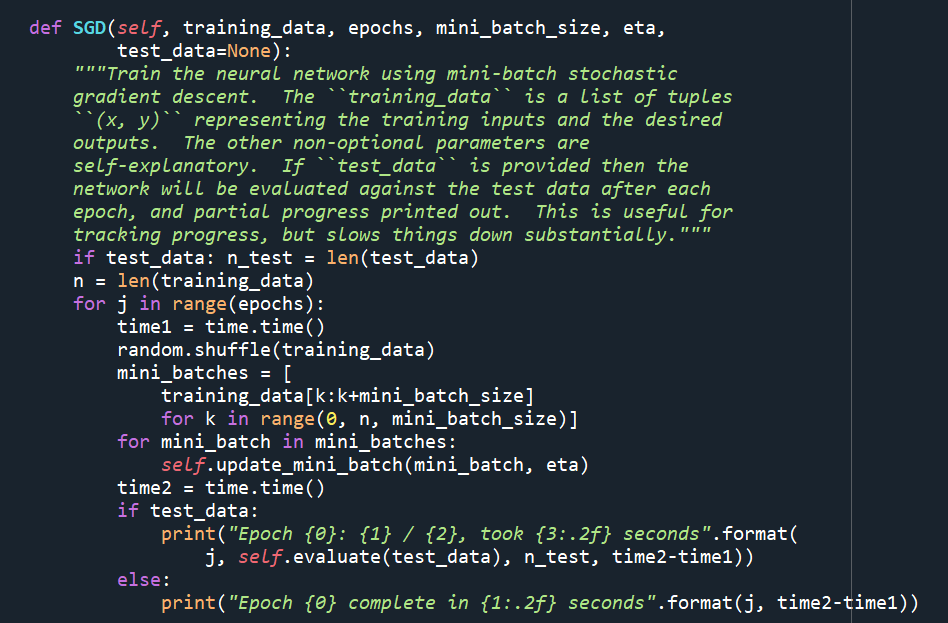 def SGD(self, training_data, epochs, mini_batch_size, eta,
        test_data=None):
    """Train the neural network using mini-batch stochastic
    gradient descent.  The ``training_data`` is a list of tuples
    ``(x, y)`` representing the training inputs and the desired
    outputs.  The other non-optional parameters are
    self-explanatory.  If ``test_data`` is provided then the
    network will be evaluated against the test data after each
    epoch, and partial progress printed out.  This is useful for
    tracking progress, but slows things down substantially."""
    if test_data: n_test = len(test_data)
    n = len(training_data)
    for j in range(epochs):
        time1 = time.time()
        random.shuffle(training_data)
        mini_batches = [
            training_data[k:k+mini_batch_size]
            for k in range(0, n, mini_batch_size)]
        for mini_batch in mini_batches:
            self.update_mini_batch(mini_batch, eta)
        time2 = time.time()
        if test_data:
            print("Epoch {0}: {1} / {2}, took {3:.2f} seconds".format(
                j, self.evaluate(test_data), n_test, time2-time1))
        else:
            print("Epoch {0} complete in {1:.2f} seconds".format(j, time2-time1))